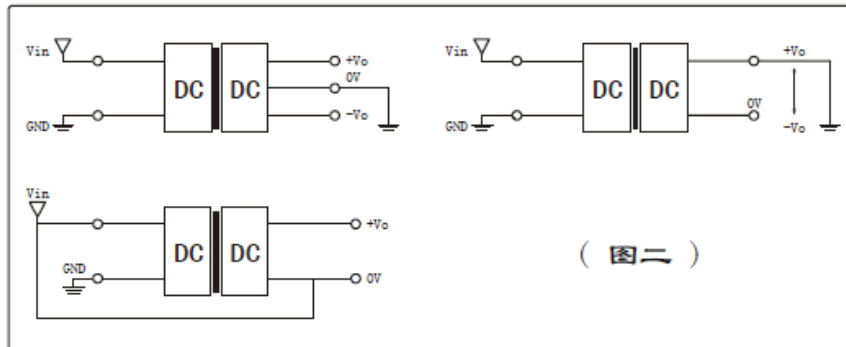 Vin
DC
DC
+Vo
0V
-Vo
GND
Vin
DC
DC
+Vo
0V
-Vo
GND
Vin
DC
DC
+Vo
GND
0V
( 图二 )